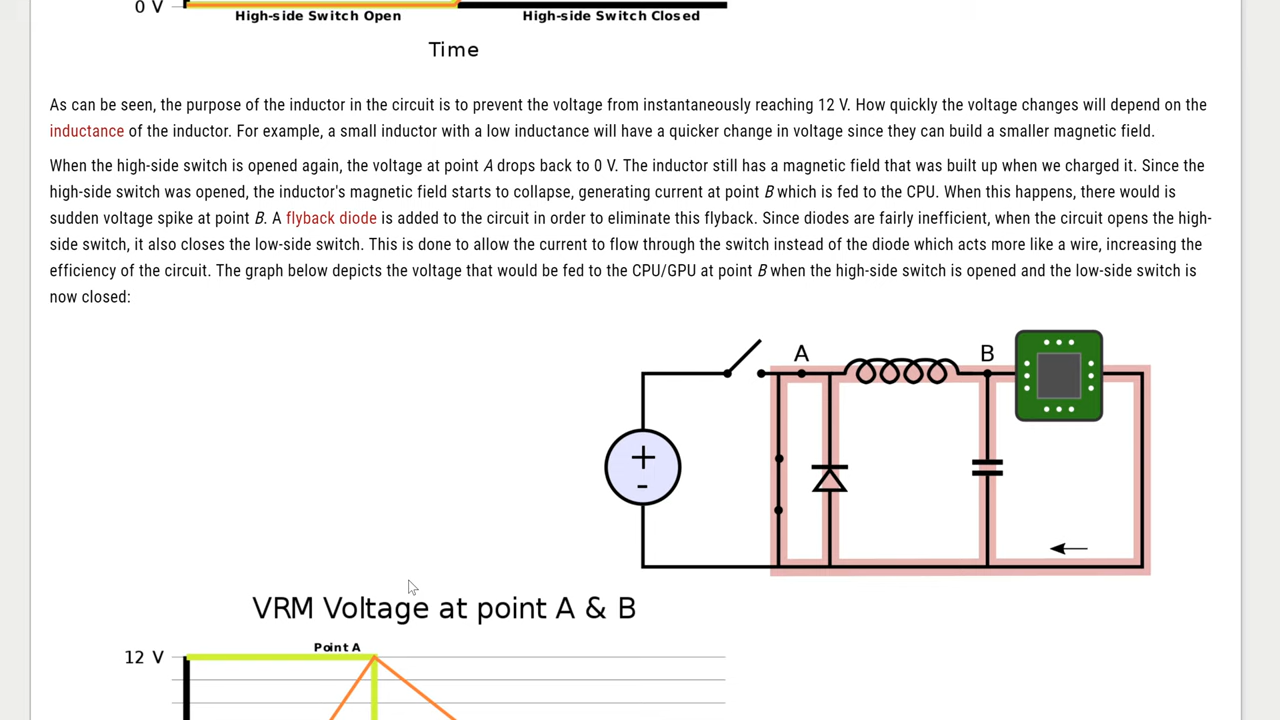 0 V
High-side Switch Open High-side Switch Closed
Time
As can be seen, the purpose of the inductor in the circuit is to prevent the voltage from instantaneously reaching 12 V. How quickly the voltage changes will depend on the
inductance of the inductor. For example, a small inductor with a low inductance will have a quicker change in voltage since they can build a smaller magnetic field.
When the high-side switch is opened again, the voltage at point A drops back to 0 V. The inductor still has a magnetic field that was built up when we charged it. Since the
high-side switch was opened, the inductor's magnetic field starts to collapse, generating current at point B which is fed to the CPU. When this happens, there would is
sudden voltage spike at point B. A flyback diode is added to the circuit in order to eliminate this flyback. Since diodes are fairly inefficient, when the circuit opens the high-
side switch, it also closes the low-side switch. This is done to allow the current to flow through the switch instead of the diode which acts more like a wire, increasing the
efficiency of the circuit. The graph below depicts the voltage that would be fed to the CPU/GPU at point B when the high-side switch is opened and the low-side switch is
now closed:
A B
+
-
VRM Voltage at point A & B
Point A
12 V